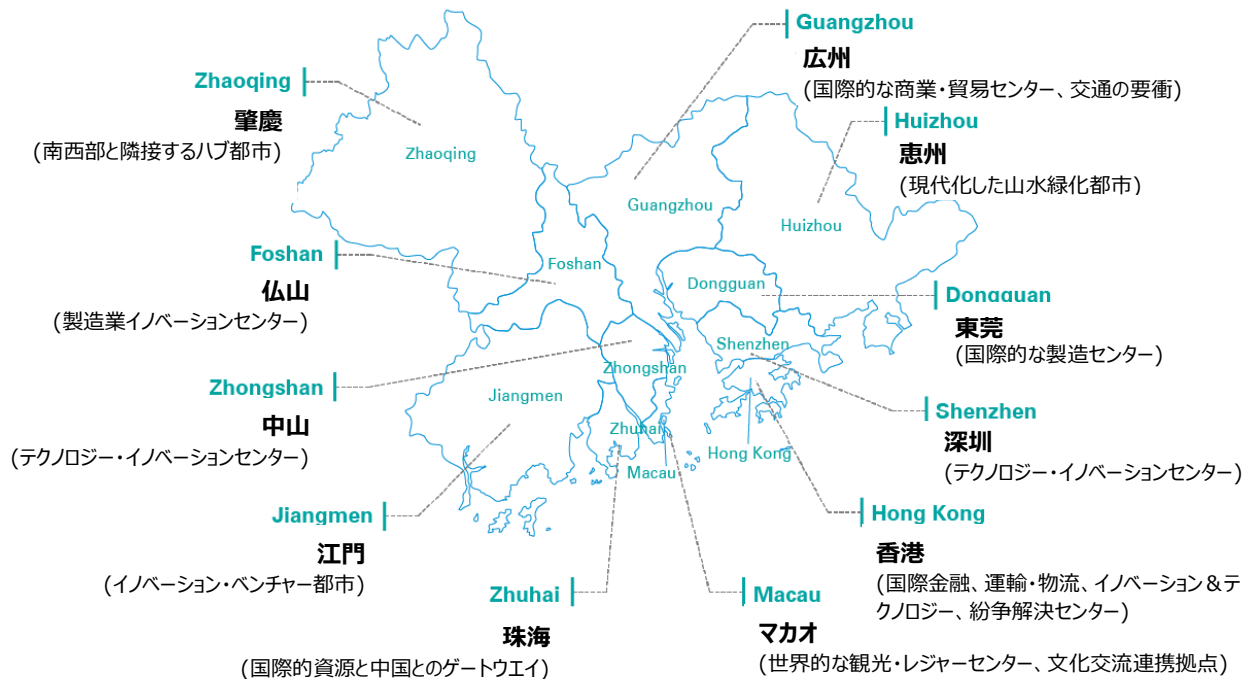 Guangzhou
広州
(国際的な商業・貿易センター、交通の要衝)
Zhaoqing
肇慶
(南西部と隣接するハブ都市)
Huizhou
恵州
(現代化した山水緑化都市)
Zhaoqing
Guangzhou
Huizhou
Foshan
仏山
(製造業イノベーションセンター)
Foshan
Dongguan
Dongguan
東莞
(国際的な製造センター)
Shenzhen
Zhongshan
中山
(テクノロジー・イノベーションセンター)
Zhongshan
Jiangmen
Shenzhen
深圳
(テクノロジー・イノベーションセンター)
Zhuhai
Hong Kong
Macau
Jiangmen
江門
(イノベーション・ベンチャー都市)
Hong Kong
香港
(国際金融、運輸・物流、イノベーション＆テ
クノロジー、紛争解決センター)
Zhuhai
珠海
(国際的資源と中国とのゲートウエイ)
Macau
マカオ
(世界的な観光・レジャーセンター、文化交流連携拠点)